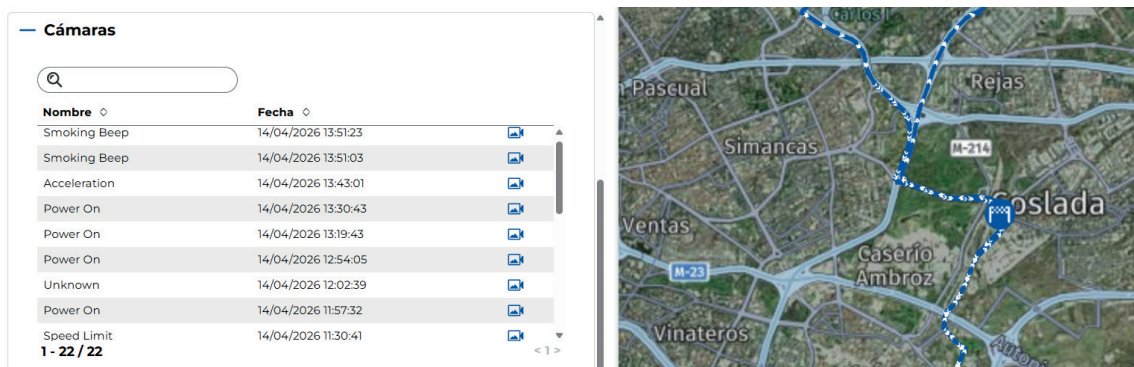 — Cámaras
Nombre Fecha
Smoking Beep 14/04/2026 13:51:23
Smoking Beep 14/04/2026 13:51:03
Acceleration 14/04/2026 13:43:01
Power On 14/04/2026 13:30:43
Power On 14/04/2026 13:19:43
Power On 14/04/2026 12:54:05
Unknown 14/04/2026 12:02:39
Power On 14/04/2026 11:57:32
Speed Limit 14/04/2026 11:30:41
1 - 22 / 22 < 1 >
Carlos I
Pascual
Rejas
Simancas
M-214
Coslada
Ventas
Caserío
Ambroz
M-23
Vinateros